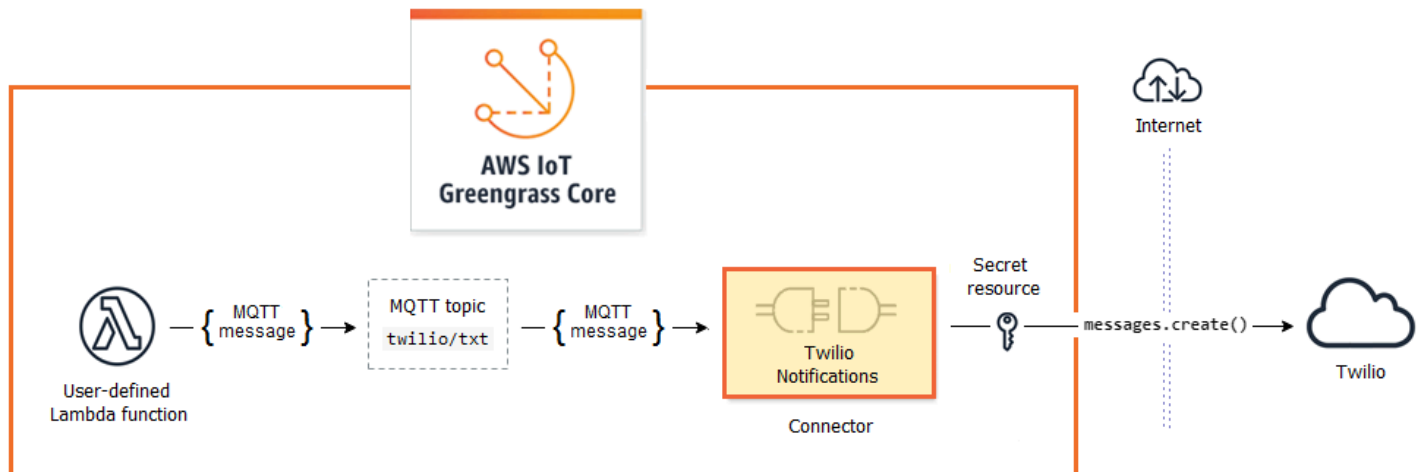 AWS IoT
Greengrass Core
Internet
Secret
resource
{ MQTT
message }
MQTT topic
twilio/txt
{ MQTT
message }
Twilio
Notifications
messages.create()
Twilio
User-defined
Lambda function
Connector